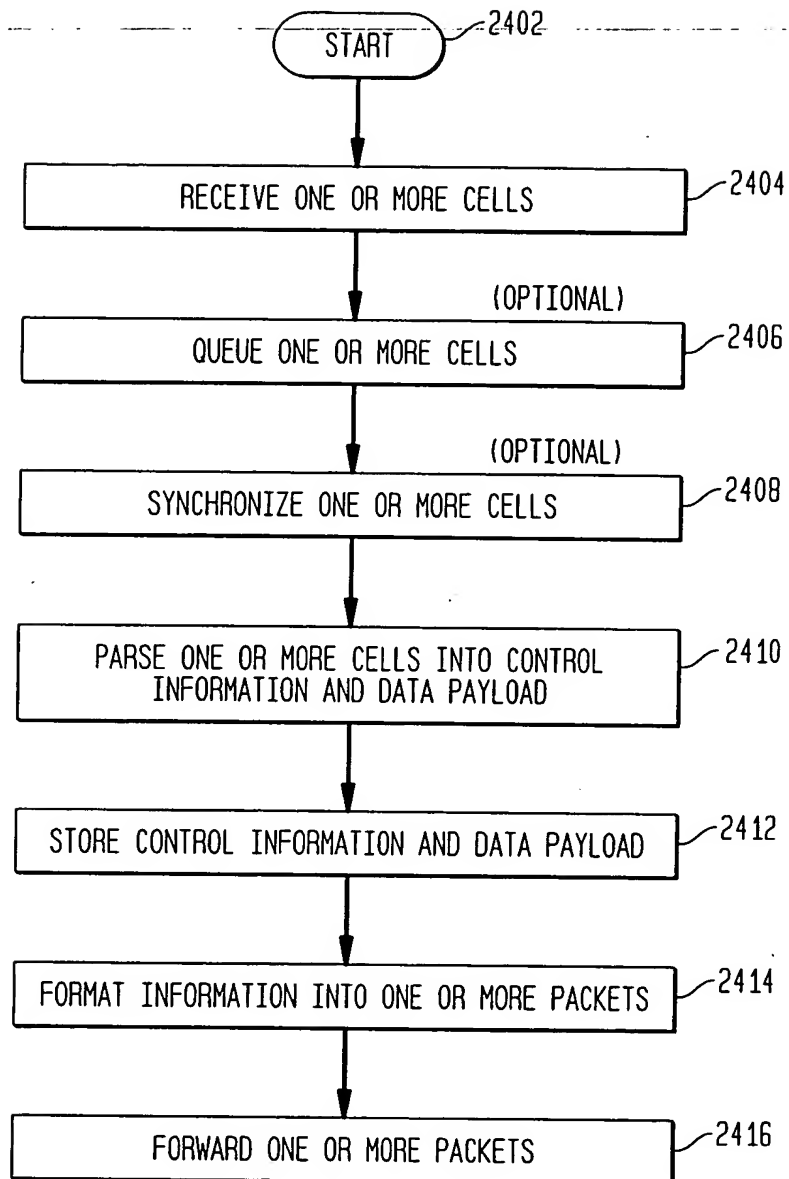 2402
START
RECEIVE ONE OR MORE CELLS
2404
(OPTIONAL)
QUEUE ONE OR MORE CELLS
2406
(OPTIONAL)
SYNCHRONIZE ONE OR MORE CELLS
2408
PARSE ONE OR MORE CELLS INTO CONTROL
INFORMATION AND DATA PAYLOAD
2410
STORE CONTROL INFORMATION AND DATA PAYLOAD
2412
FORMAT INFORMATION INTO ONE OR MORE PACKETS
2414
FORWARD ONE OR MORE PACKETS
2416